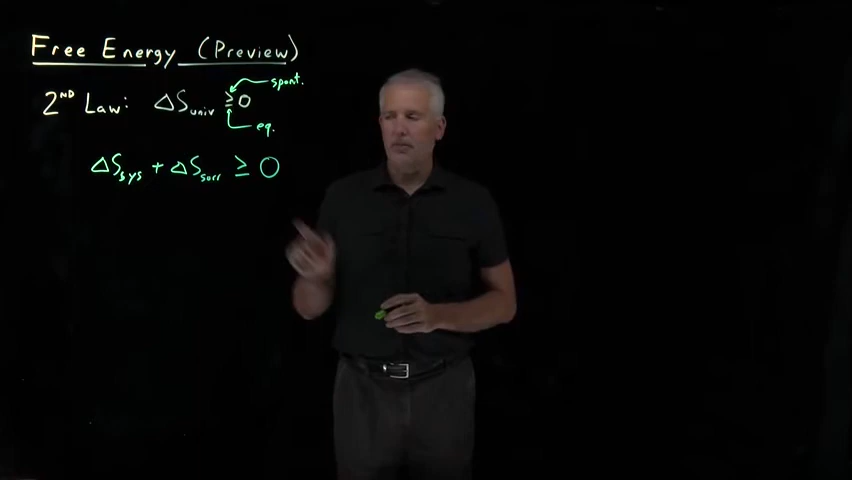 Free Energy (Preview)
2ND Law: ΔSuniv ≥ 0
spont.
eq.
ΔSsys + ΔSsurr ≥ 0